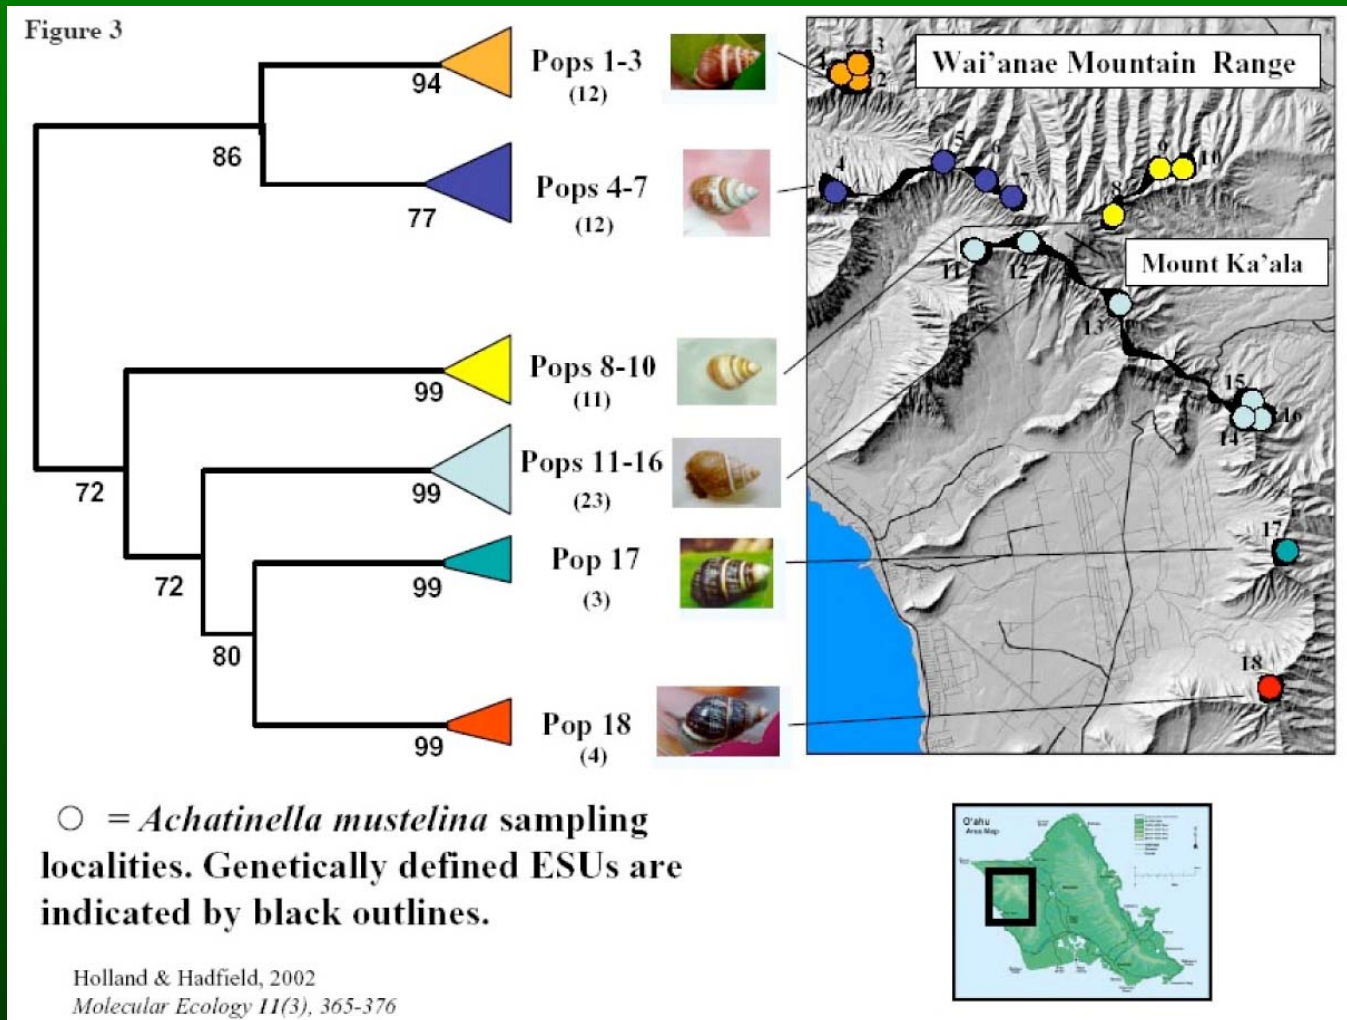 Figure 3
94
Pops 1-3
(12)
86
77
Pops 4-7
(12)
99
Pops 8-10
(11)
72
99
Pops 11-16
(23)
72
99
Pop 17
(3)
80
99
Pop 18
(4)
Wai'anae Mountain Range
1
3
2
4
5
6
7
8
9
10
Mount Ka'ala
11
12
13
15
14
16
17
18
○ = Achatinella mustelina sampling
localities. Genetically defined ESUs are
indicated by black outlines.
Holland & Hadfield, 2002
Molecular Ecology 11(3), 365-376
O'ahu
Area Map